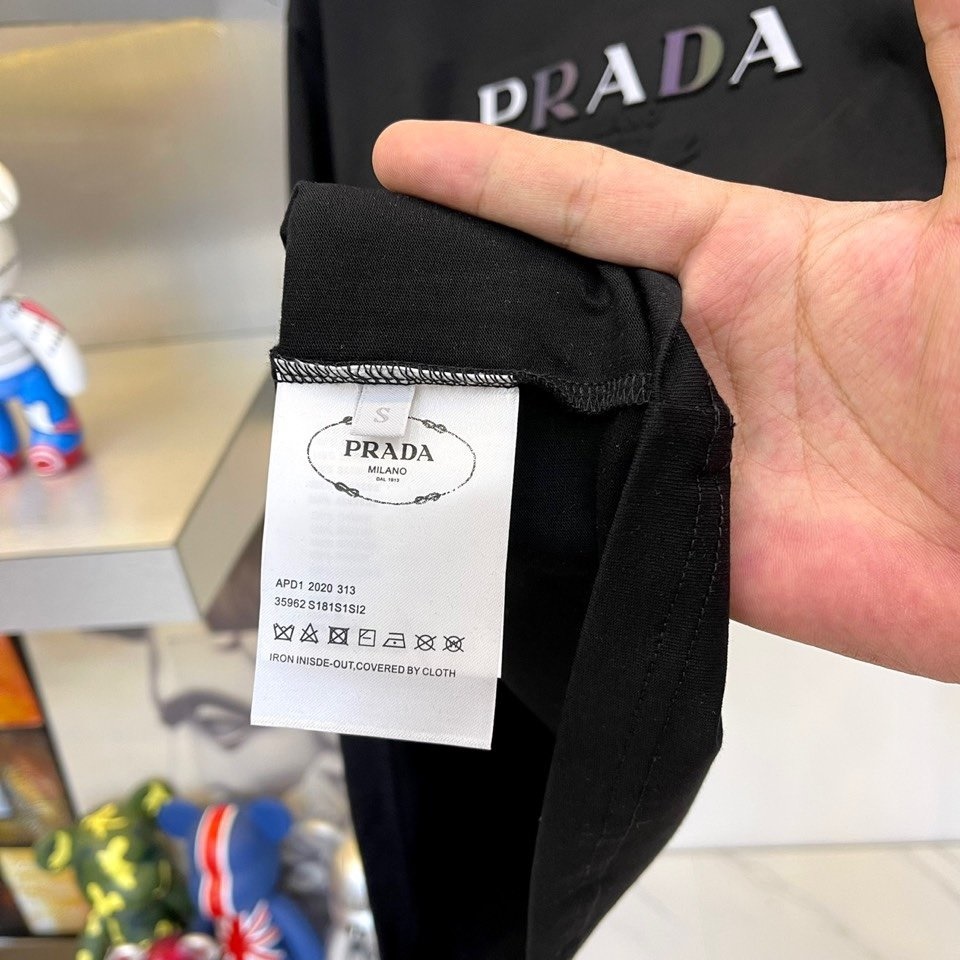 PRADA
S
PRADA
MILANO
DAL 1913
APD1 2020 313
35962 S181S1SI2
IRON INISDE-OUT,COVERED BY CLOTH